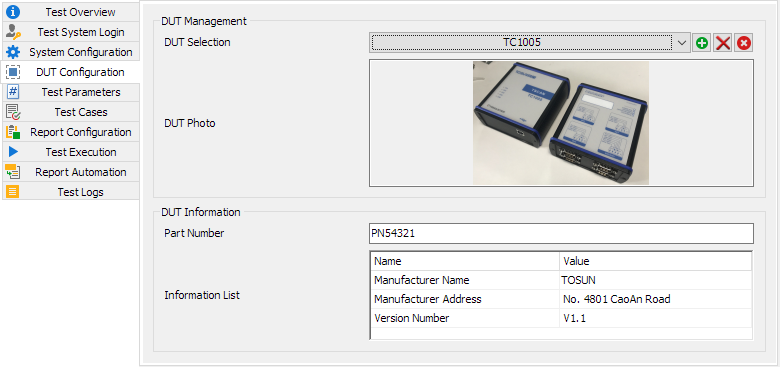 Test Overview
Test System Login
System Configuration
DUT Configuration
Test Parameters
Test Cases
Report Configuration
Test Execution
Report Automation
Test Logs
DUT Management
DUT Selection
TC1005
DUT Photo
DUT Information
Part Number
PN54321
Information List
Name Value
Manufacturer Name TOSUN
Manufacturer Address No. 4801 CaoAn Road
Version Number V1.1